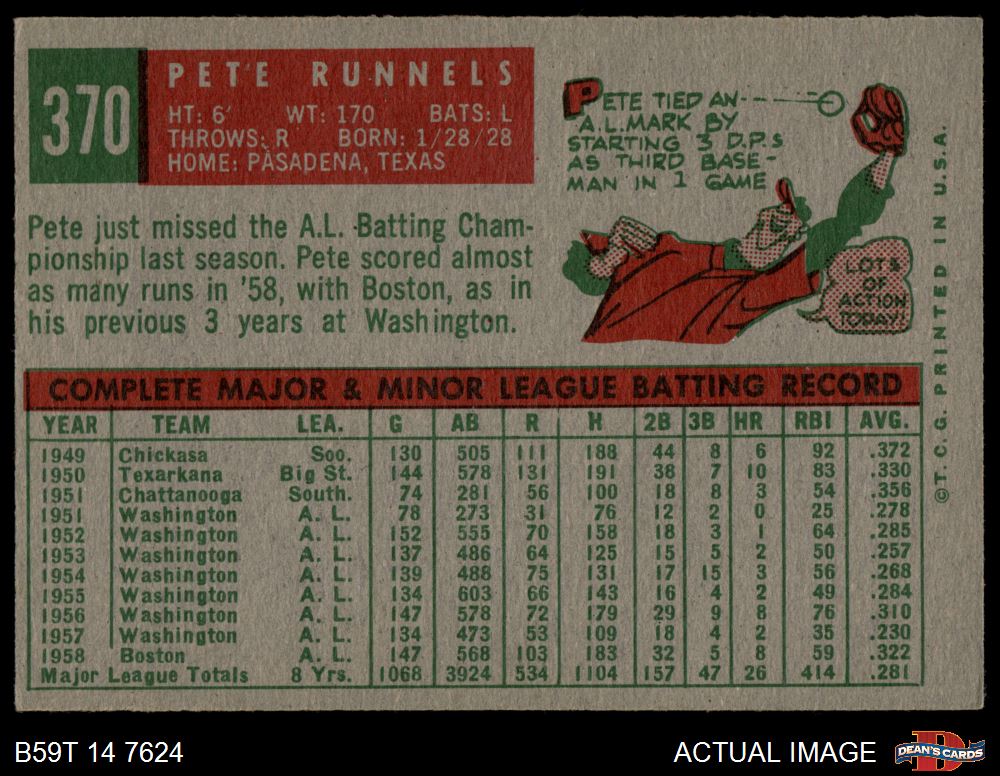 370
PETE RUNNELS
HT: 6' WT: 170 BATS: L
THROWS: R BORN: 1/28/28
HOME: PASADENA, TEXAS
Pete just missed the A.L. Batting Cham-
pionship last season. Pete scored almost
as many runs in '58, with Boston, as in
his previous 3 years at Washington.
PETE TIED AN
A.L. MARK BY
STARTING 3 D.P.s
AS THIRD BASE-
MAN IN 1 GAME
LOTS
OF
ACTION
TODAY!
COMPLETE MAJOR & MINOR LEAGUE BATTING RECORD
YEAR TEAM LEA. G AB R H 2B 3B HR RBI AVG.
1949 Chickasa Soo. 130 505 111 188 44 8 6 92 .372
1950 Texarkana Big St. 144 578 131 191 38 7 10 83 .330
1951 Chattanooga South. 74 281 56 100 18 8 3 54 .356
1951 Washington A. L. 78 273 31 76 12 2 0 25 .278
1952 Washington A. L. 152 555 70 158 18 3 1 64 .285
1953 Washington A. L. 137 486 64 125 15 5 2 50 .257
1954 Washington A. L. 139 488 75 131 17 15 3 56 .268
1955 Washington A. L. 134 603 66 143 16 4 2 49 .284
1956 Washington A. L. 147 578 72 179 29 9 8 76 .310
1957 Washington A. L. 134 473 53 109 18 4 2 35 .230
1958 Boston A. L. 147 568 103 183 32 5 8 59 .322
Major League Totals 8 Yrs. 1068 3924 534 1104 157 47 26 414 .281
©T. C. G. PRINTED IN U.S.A.
B59T 14 7624
ACTUAL IMAGE
DEAN'S CARDS